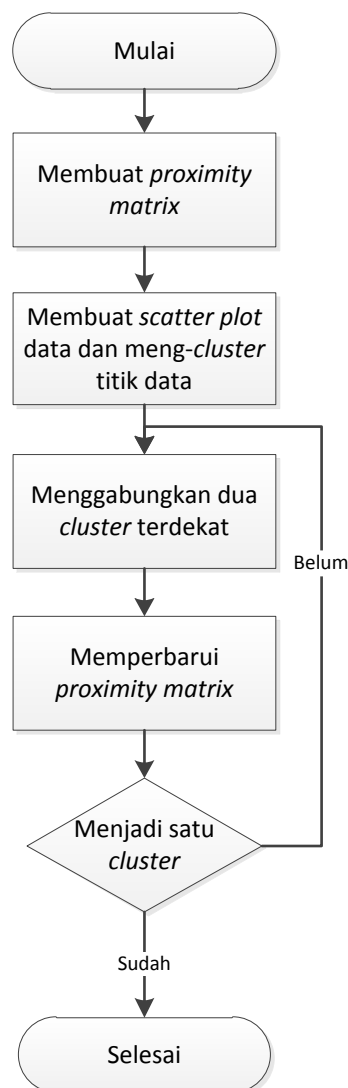 Mulai
Membuat proximity
matrix
Membuat scatter plot
data dan meng-cluster
titik data
Menggabungkan dua
cluster terdekat
Belum
Memperbarui
proximity matrix
Menjadi satu
cluster
Sudah
Selesai